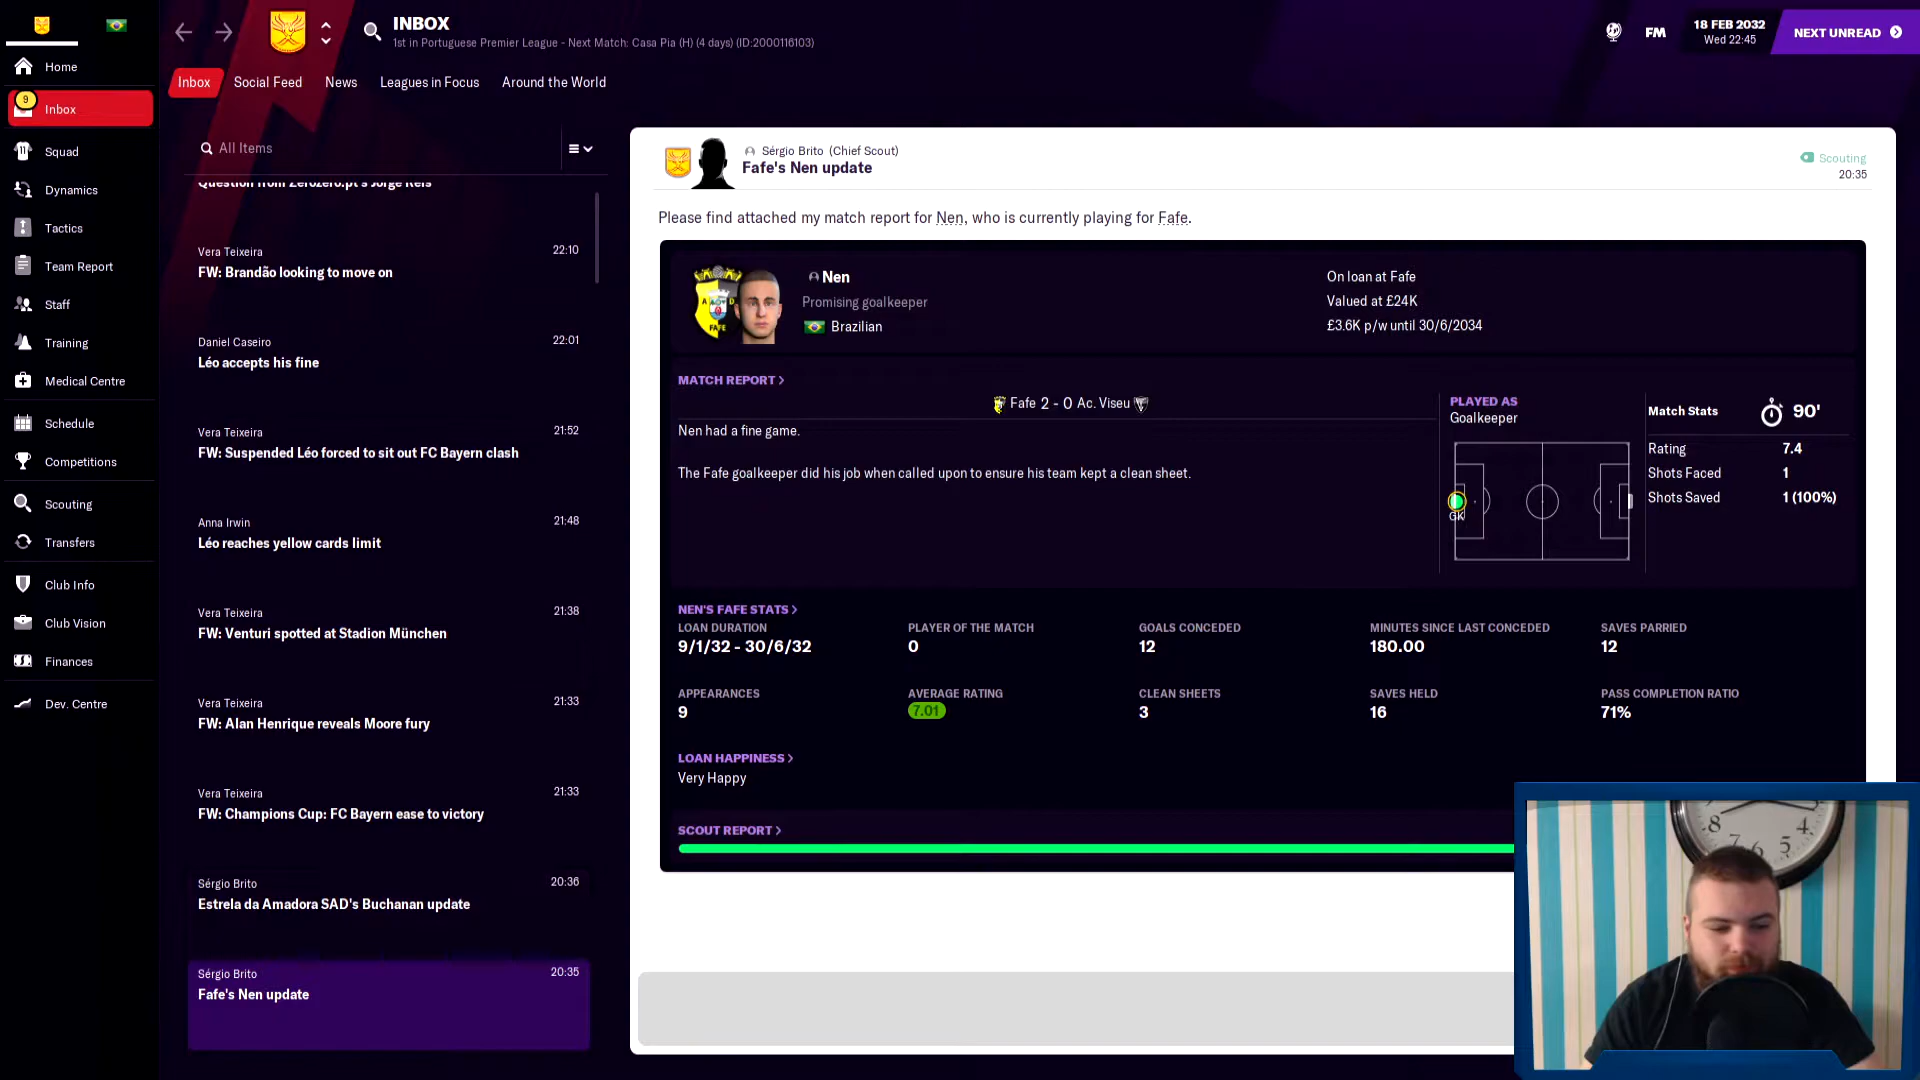 INBOX
1st in Portuguese Premier League - Next Match: Casa Pia (H) (4 days) (ID:2000116103)
FM
18 FEB 2032
Wed 22:45
NEXT UNREAD
Inbox
Social Feed
News
Leagues in Focus
Around the World
Home
9
Inbox
Squad
Dynamics
Tactics
Team Report
Staff
Training
Medical Centre
Schedule
Competitions
Scouting
Transfers
Club Info
Club Vision
Finances
Dev. Centre
All Items
Question from Zerozero.pt's Jorge Reis
Vera Teixeira
22:10
FW: Brandão looking to move on
Daniel Caseiro
22:01
Léo accepts his fine
Vera Teixeira
21:52
FW: Suspended Léo forced to sit out FC Bayern clash
Anna Irwin
21:48
Léo reaches yellow cards limit
Vera Teixeira
21:38
FW: Venturi spotted at Stadion München
Vera Teixeira
21:33
FW: Alan Henrique reveals Moore fury
Vera Teixeira
21:33
FW: Champions Cup: FC Bayern ease to victory
Sérgio Brito
20:36
Estrela da Amadora SAD's Buchanan update
Sérgio Brito
20:35
Fafe's Nen update
Sérgio Brito (Chief Scout)
Fafe's Nen update
Scouting
20:35
Please find attached my match report for Nen, who is currently playing for Fafe.
Nen
Promising goalkeeper
Brazilian
On loan at Fafe
Valued at £24K
£3.6K p/w until 30/6/2034
MATCH REPORT
Fafe 2 - 0 Ac. Viseu
Nen had a fine game.
The Fafe goalkeeper did his job when called upon to ensure his team kept a clean sheet.
PLAYED AS
Goalkeeper
GK
Match Stats
90'
Rating 7.4
Shots Faced 1
Shots Saved 1 (100%)
NEN'S FAFE STATS
LOAN DURATION
9/1/32 - 30/6/32
PLAYER OF THE MATCH
0
GOALS CONCEDED
12
MINUTES SINCE LAST CONCEDED
180.00
SAVES PARRIED
12
APPEARANCES
9
AVERAGE RATING
7.01
CLEAN SHEETS
3
SAVES HELD
16
PASS COMPLETION RATIO
71%
LOAN HAPPINESS
Very Happy
SCOUT REPORT
8
7
6
5
4